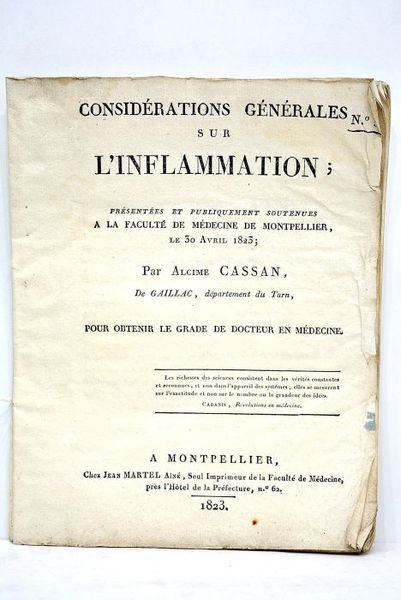 CONSIDÉRATIONS GÉNÉRALES
N.º
SUR
L'INFLAMMATION;
PRÉSENTÉES ET PUBLIQUEMENT SOUTENUES
A LA FACULTÉ DE MÉDECINE DE MONTPELLIER,
LE 30 AVRIL 1823;
Par Alcime CASSAN,
De GAILLAC, département du Tarn,
POUR OBTENIR LE GRADE DE DOCTEUR EN MÉDECINE.
Les richesses des sciences consistent dans les vérités constantes
et reconnues, et non dans l'appareil des systèmes; elles se mesurent
sur l'exactitude et non sur le nombre ou la grandeur des idées.
CABANIS, Révolutions en médecine.
A MONTPELLIER,
Chez JEAN MARTEL AÎNÉ, Seul Imprimeur de la Faculté de Médecine,
près l'Hôtel de la Préfecture, n.º 62.
1823.